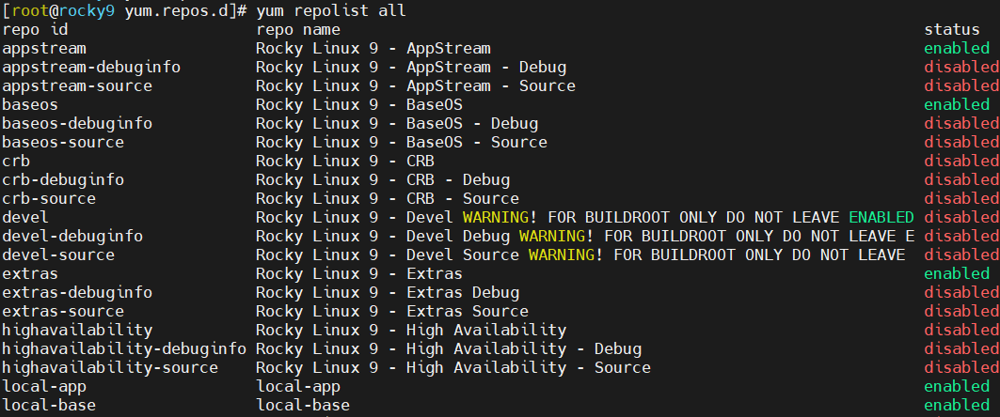 [root@rocky9 yum.repos.d]# yum repolist all
repo id repo name status
appstream Rocky Linux 9 - AppStream enabled
appstream-debuginfo Rocky Linux 9 - AppStream - Debug disabled
appstream-source Rocky Linux 9 - AppStream - Source disabled
baseos Rocky Linux 9 - BaseOS enabled
baseos-debuginfo Rocky Linux 9 - BaseOS - Debug disabled
baseos-source Rocky Linux 9 - BaseOS - Source disabled
crb Rocky Linux 9 - CRB disabled
crb-debuginfo Rocky Linux 9 - CRB - Debug disabled
crb-source Rocky Linux 9 - CRB - Source disabled
devel Rocky Linux 9 - Devel WARNING! FOR BUILDROOT ONLY DO NOT LEAVE ENABLED disabled
devel-debuginfo Rocky Linux 9 - Devel Debug WARNING! FOR BUILDROOT ONLY DO NOT LEAVE E disabled
devel-source Rocky Linux 9 - Devel Source WARNING! FOR BUILDROOT ONLY DO NOT LEAVE disabled
extras Rocky Linux 9 - Extras enabled
extras-debuginfo Rocky Linux 9 - Extras Debug disabled
extras-source Rocky Linux 9 - Extras Source disabled
highavailability Rocky Linux 9 - High Availability disabled
highavailability-debuginfo Rocky Linux 9 - High Availability - Debug disabled
highavailability-source Rocky Linux 9 - High Availability - Source disabled
local-app local-app enabled
local-base local-base enabled